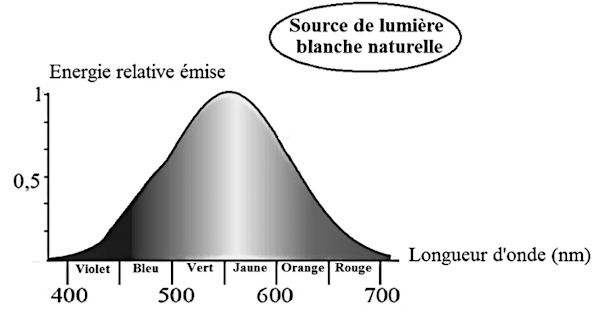 Source de lumière
blanche naturelle
Energie relative émise
1
0,5
Longueur d'onde (nm)
Violet Bleu Vert Jaune Orange Rouge
400 500 600 700